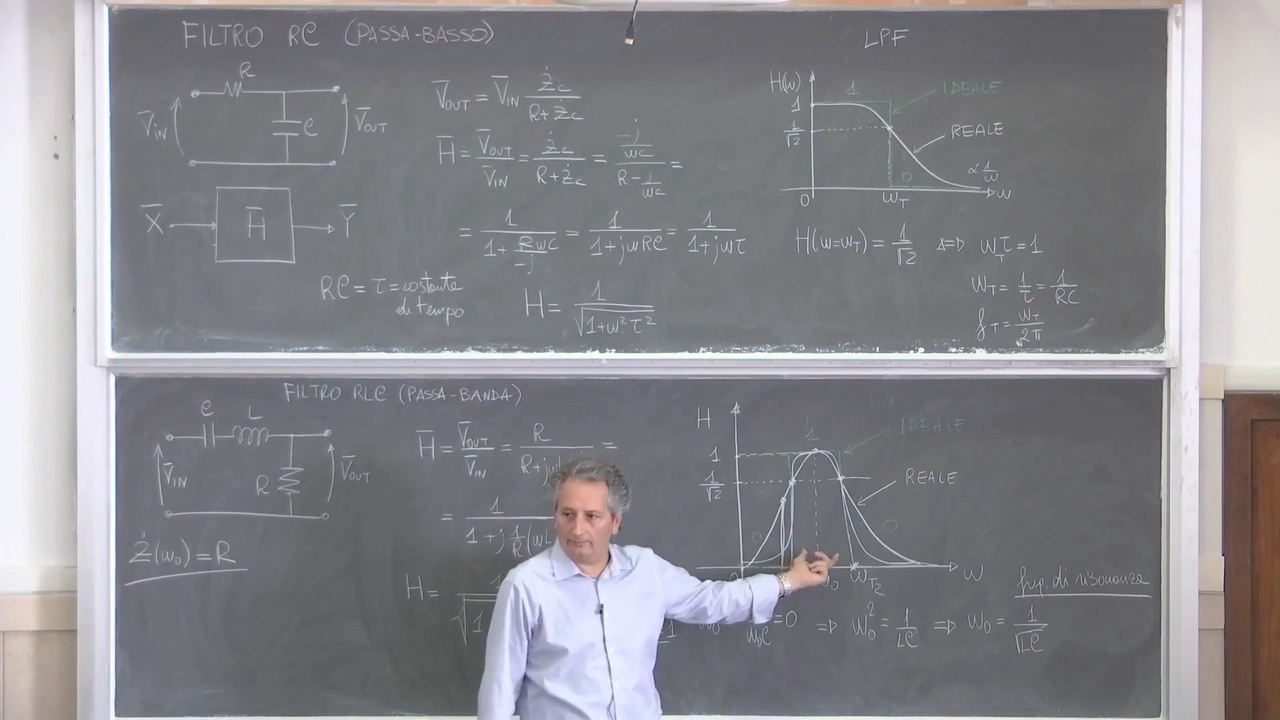 FILTRO RC (PASSA-BASSO)
R
V̅IN
C
V̅OUT
X̅
H̅
Y̅
RC = τ = costante
di tempo
V̅OUT = V̅IN Żc / (R + Żc)
H̅ = V̅OUT / V̅IN = Żc / (R + Żc) = (-j / ωC) / (R - j / ωC) =
= 1 / (1 + RωC / -j) = 1 / (1 + jωRC) = 1 / (1 + jωτ)
H = 1 / √(1 + ω²τ²)
LPF
H(ω)
1
IDEALE
1
1/√2
REALE
0
∝ 1/ω
0
ωT
ω
H(ω=ωT) = 1/√2 ⇔ ωTτ = 1
ωT = 1/τ = 1/RC
fT = ωT / 2π
FILTRO RLC (PASSA-BANDA)
C
L
V̅IN
R
V̅OUT
Ż(ω0) = R
H̅ = V̅OUT / V̅IN = R
=
= 1
H =
H
1
IDEALE
1
1/√2
REALE
0
0
ωT2
ω
frq. di risonanza
ω0C = 0 ⇒ ω0² = 1/LC ⇒ ω0 = 1/√LC